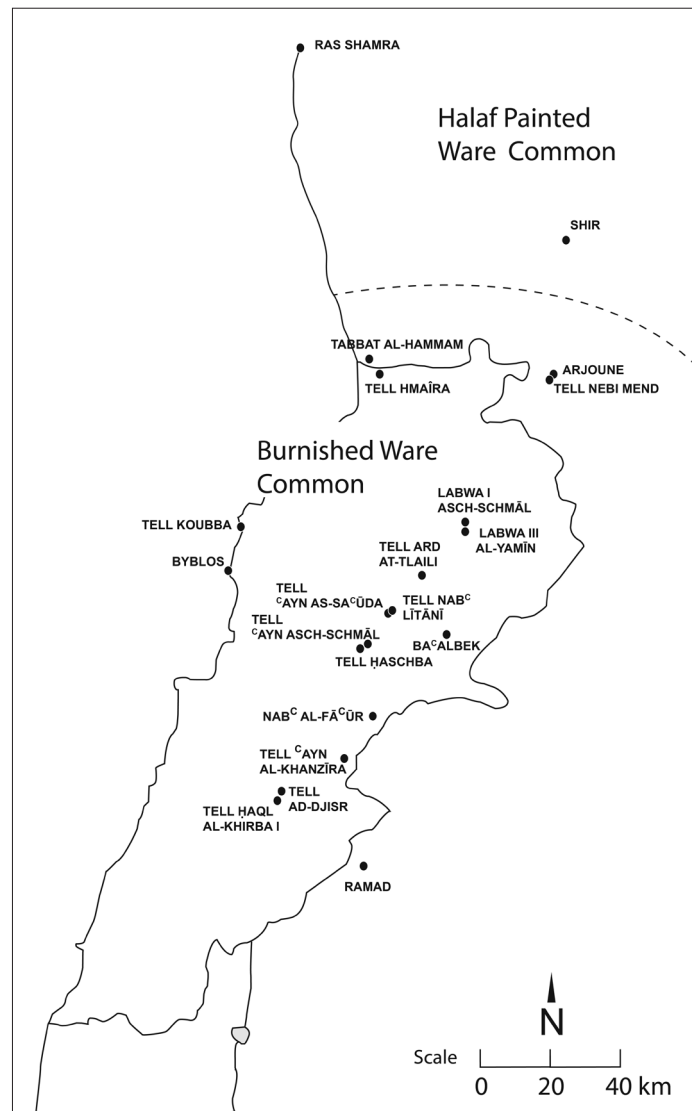 RAS SHAMRA
Halaf Painted
Ware Common
SHIR
TABBAT AL-HAMMAM
TELL HMAÎRA
ARJOUNE
TELL NEBI MEND
Burnished Ware
Common
LABWA I
ASCH-SCHMĀL
TELL KOUBBA
LABWA III
AL-YAMĪN
TELL ARD
AT-TLAILI
BYBLOS
TELL
ᶜAYN AS-SAᶜŪDA
TELL NABᶜ
LĪTĀNĪ
TELL
ᶜAYN ASCH-SCHMĀL
BAᶜALBEK
TELL ḤASCHBA
NABᶜ AL-FĀᶜŪR
TELL ᶜAYN
AL-KHANZĪRA
TELL
AD-DJISR
TELL ḤAQL
AL-KHIRBA I
RAMAD
N
Scale
0 20 40 km